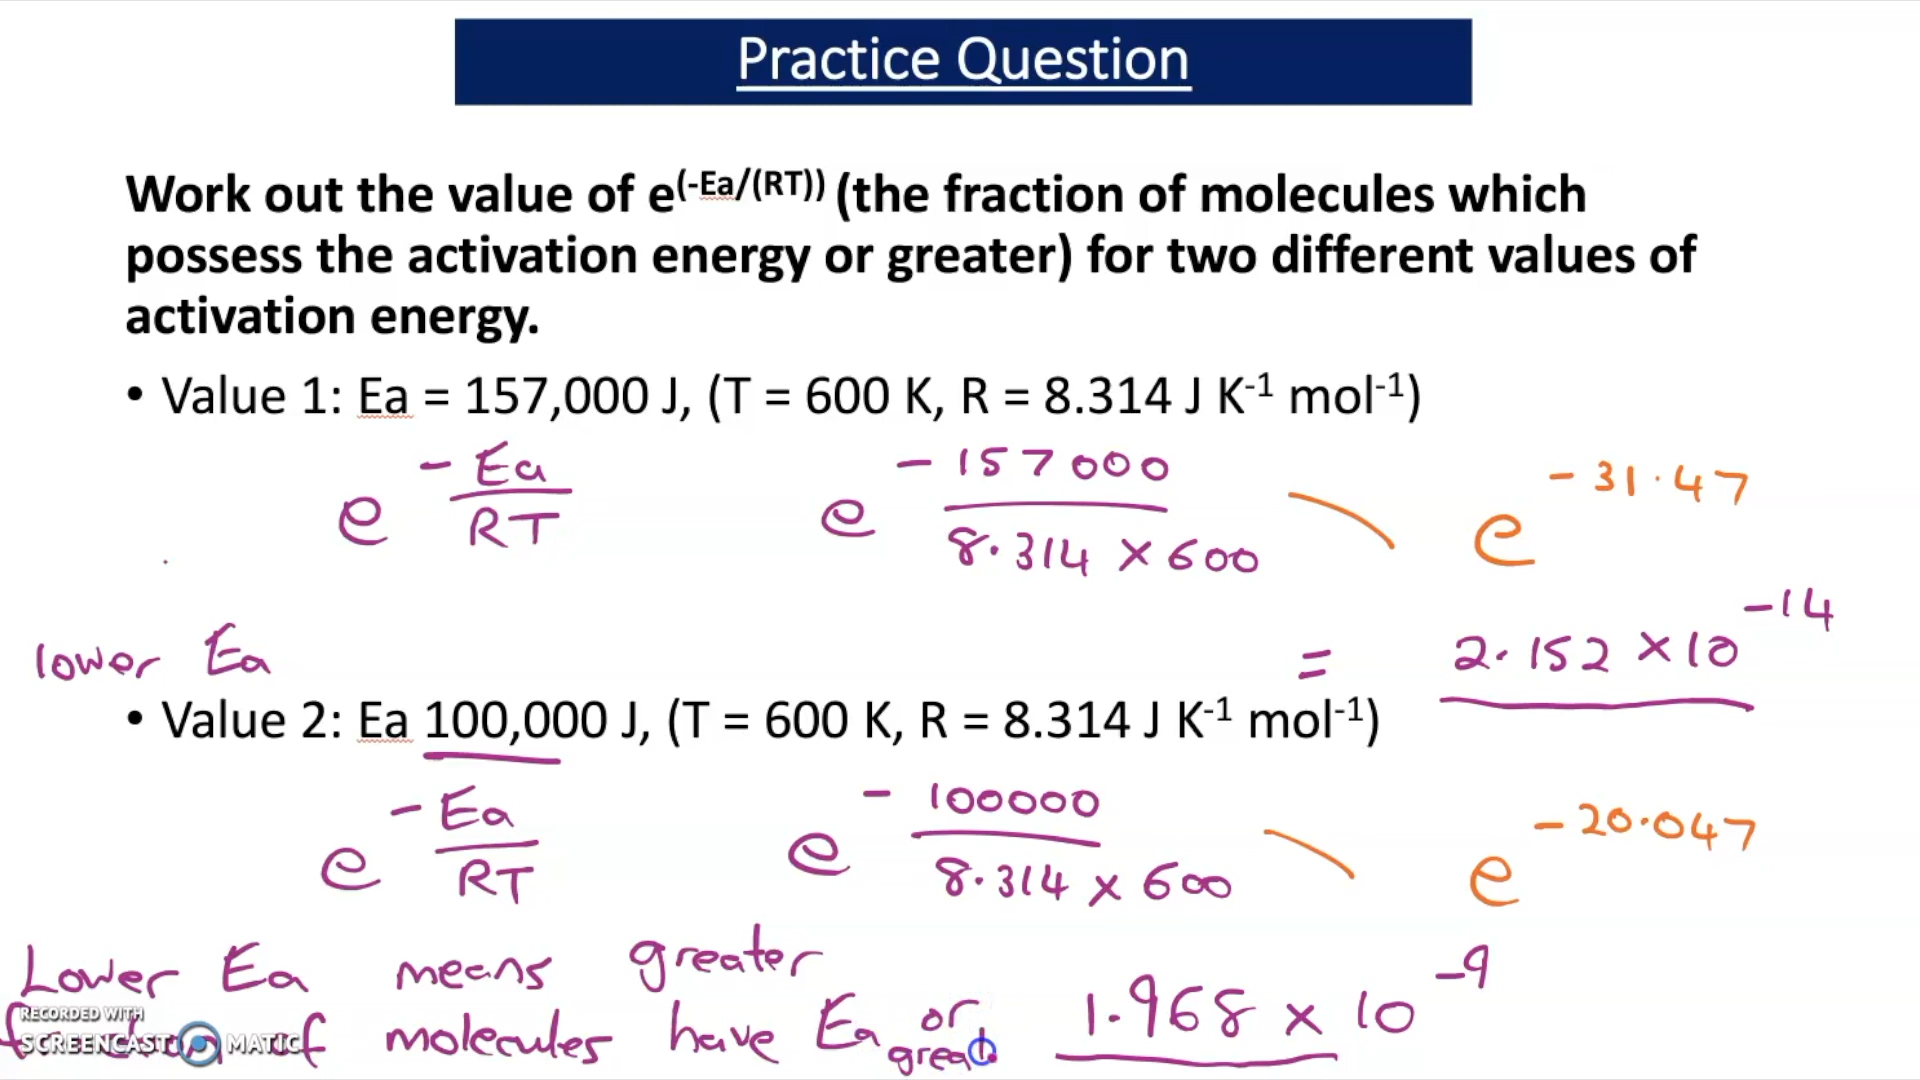 Practice Question
Work out the value of e(-Ea/(RT)) (the fraction of molecules which
possess the activation energy or greater) for two different values of
activation energy.
• Value 1: Ea = 157,000 J, (T = 600 K, R = 8.314 J K-1 mol-1)
e -Ea/RT e -157000/8.314 × 600 e -31.47
= 2.152 × 10 -14
lower Ea
• Value 2: Ea 100,000 J, (T = 600 K, R = 8.314 J K-1 mol-1)
e -Ea/RT e -100000/8.314 × 600 e -20.047
Lower Ea means greater
of molecules have Ea or
1.968 × 10 -9
RECORDED WITH
SCREENCAST MATIC